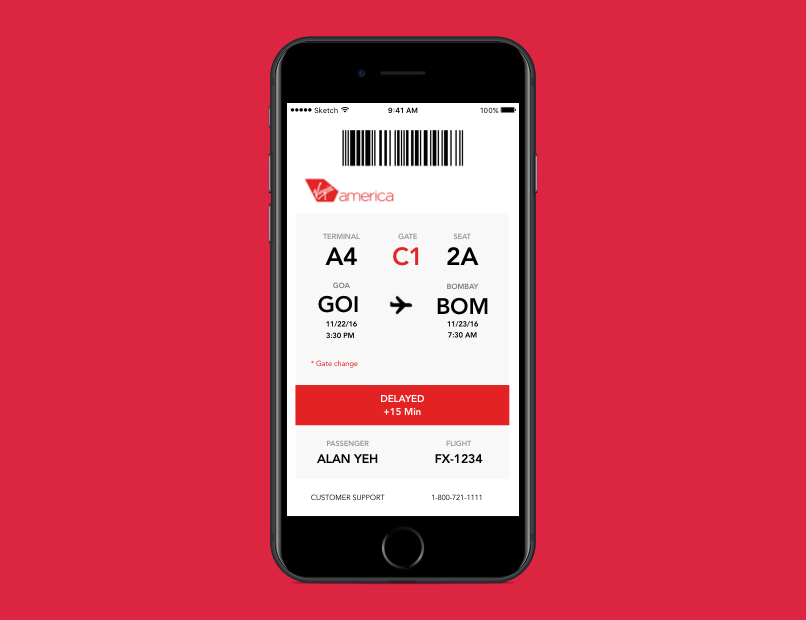 Sketch 9:41 AM 100%
Virgin america
TERMINAL GATE SEAT
A4 C1 2A
GOA BOMBAY
GOI BOM
11/22/16 11/23/16
3:30 PM 7:30 AM
* Gate change
DELAYED
+15 Min
PASSENGER FLIGHT
ALAN YEH FX-1234
CUSTOMER SUPPORT 1-800-721-1111